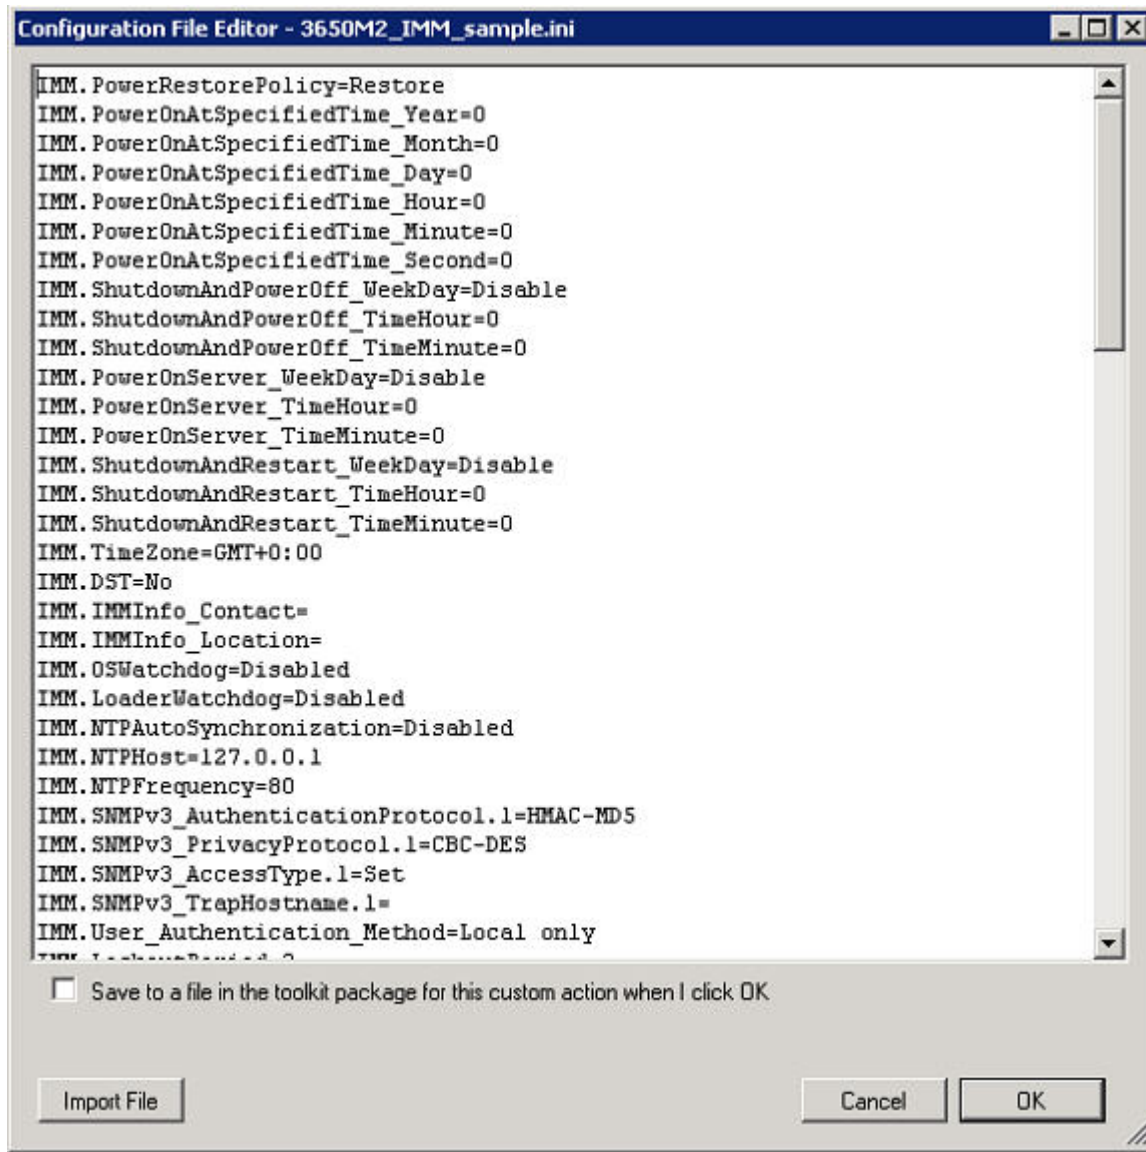 Configuration File Editor - 3650M2_IMM_sample.ini
IMM.PowerRestorePolicy=Restore
IMM.PowerOnAtSpecifiedTime_Year=0
IMM.PowerOnAtSpecifiedTime_Month=0
IMM.PowerOnAtSpecifiedTime_Day=0
IMM.PowerOnAtSpecifiedTime_Hour=0
IMM.PowerOnAtSpecifiedTime_Minute=0
IMM.PowerOnAtSpecifiedTime_Second=0
IMM.ShutdownAndPowerOff_WeekDay=Disable
IMM.ShutdownAndPowerOff_TimeHour=0
IMM.ShutdownAndPowerOff_TimeMinute=0
IMM.PowerOnServer_WeekDay=Disable
IMM.PowerOnServer_TimeHour=0
IMM.PowerOnServer_TimeMinute=0
IMM.ShutdownAndRestart_WeekDay=Disable
IMM.ShutdownAndRestart_TimeHour=0
IMM.ShutdownAndRestart_TimeMinute=0
IMM.TimeZone=GMT+0:00
IMM.DST=No
IMM.IMMInfo_Contact=
IMM.IMMInfo_Location=
IMM.OSWatchdog=Disabled
IMM.LoaderWatchdog=Disabled
IMM.NTPAutoSynchronization=Disabled
IMM.NTPHost=127.0.0.1
IMM.NTPFrequency=80
IMM.SNMPv3_AuthenticationProtocol.1=HMAC-MD5
IMM.SNMPv3_PrivacyProtocol.1=CBC-DES
IMM.SNMPv3_AccessType.1=Set
IMM.SNMPv3_TrapHostname.1=
IMM.User_Authentication_Method=Local only
Save to a file in the toolkit package for this custom action when I click OK
Import File
Cancel
OK